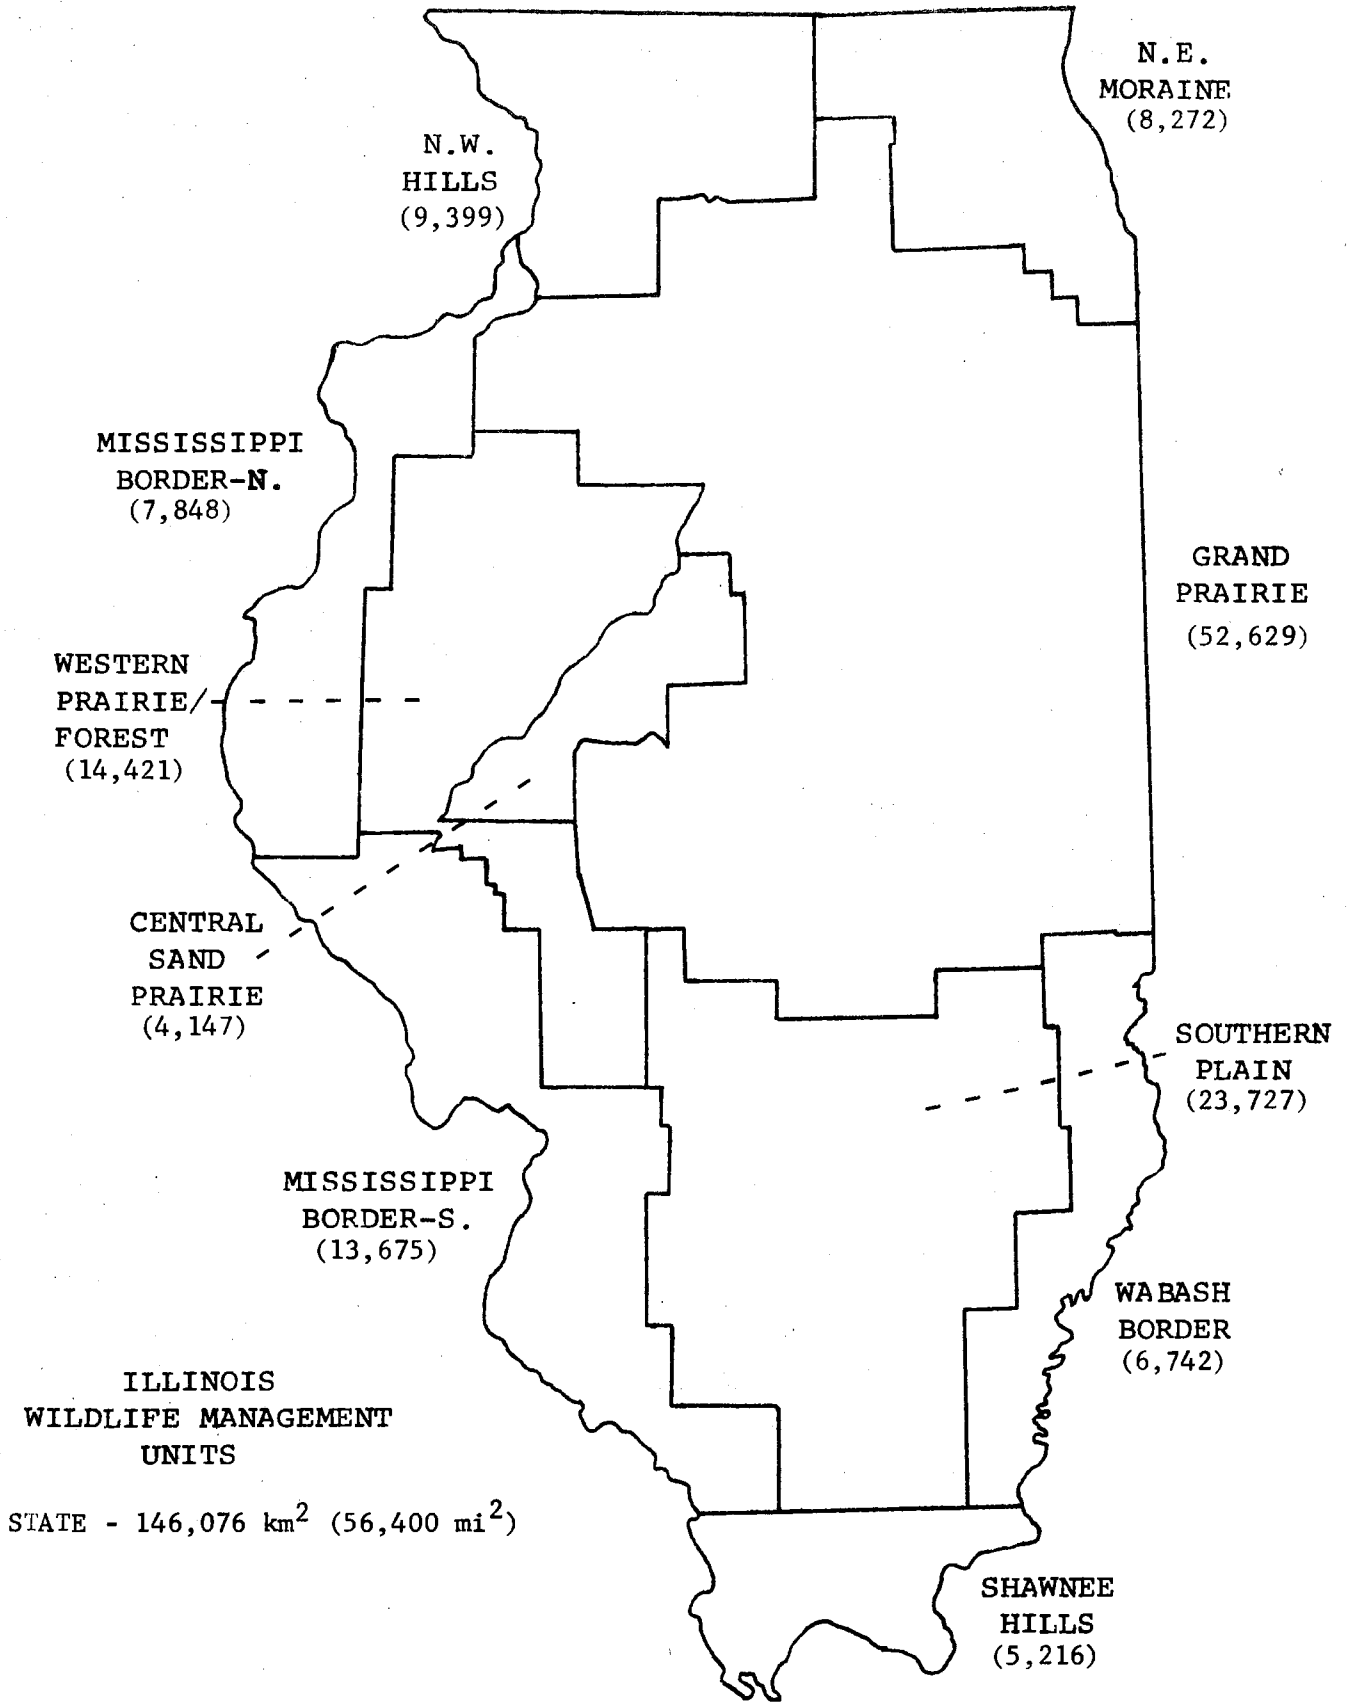 N.E.
MORAINE
(8,272)
N.W.
HILLS
(9,399)
MISSISSIPPI
BORDER-N.
(7,848)
GRAND
PRAIRIE
(52,629)
WESTERN
PRAIRIE/
FOREST
(14,421)
CENTRAL
SAND
PRAIRIE
(4,147)
SOUTHERN
PLAIN
(23,727)
MISSISSIPPI
BORDER-S.
(13,675)
WABASH
BORDER
(6,742)
ILLINOIS
WILDLIFE MANAGEMENT
UNITS
STATE - 146,076 km² (56,400 mi²)
SHAWNEE
HILLS
(5,216)